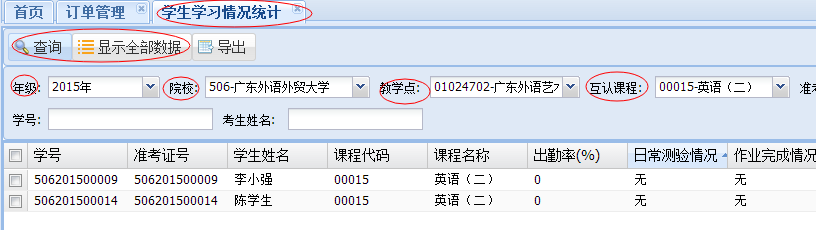 首页 订单管理 学生学习情况统计
查询 显示全部数据 导出
年级: 2015年 院校: 506-广东外语外贸大学 教学点: 01024702-广东外语艺 互认课程: 00015-英语（二） 准考
学号: 考生姓名:
学号 准考证号 学生姓名 课程代码 课程名称 出勤率(%) 日常测验情况 作业完成情况
506201500009 506201500009 李小强 00015 英语（二） 0 无 无
506201500014 506201500014 陈学生 00015 英语（二） 0 无 无